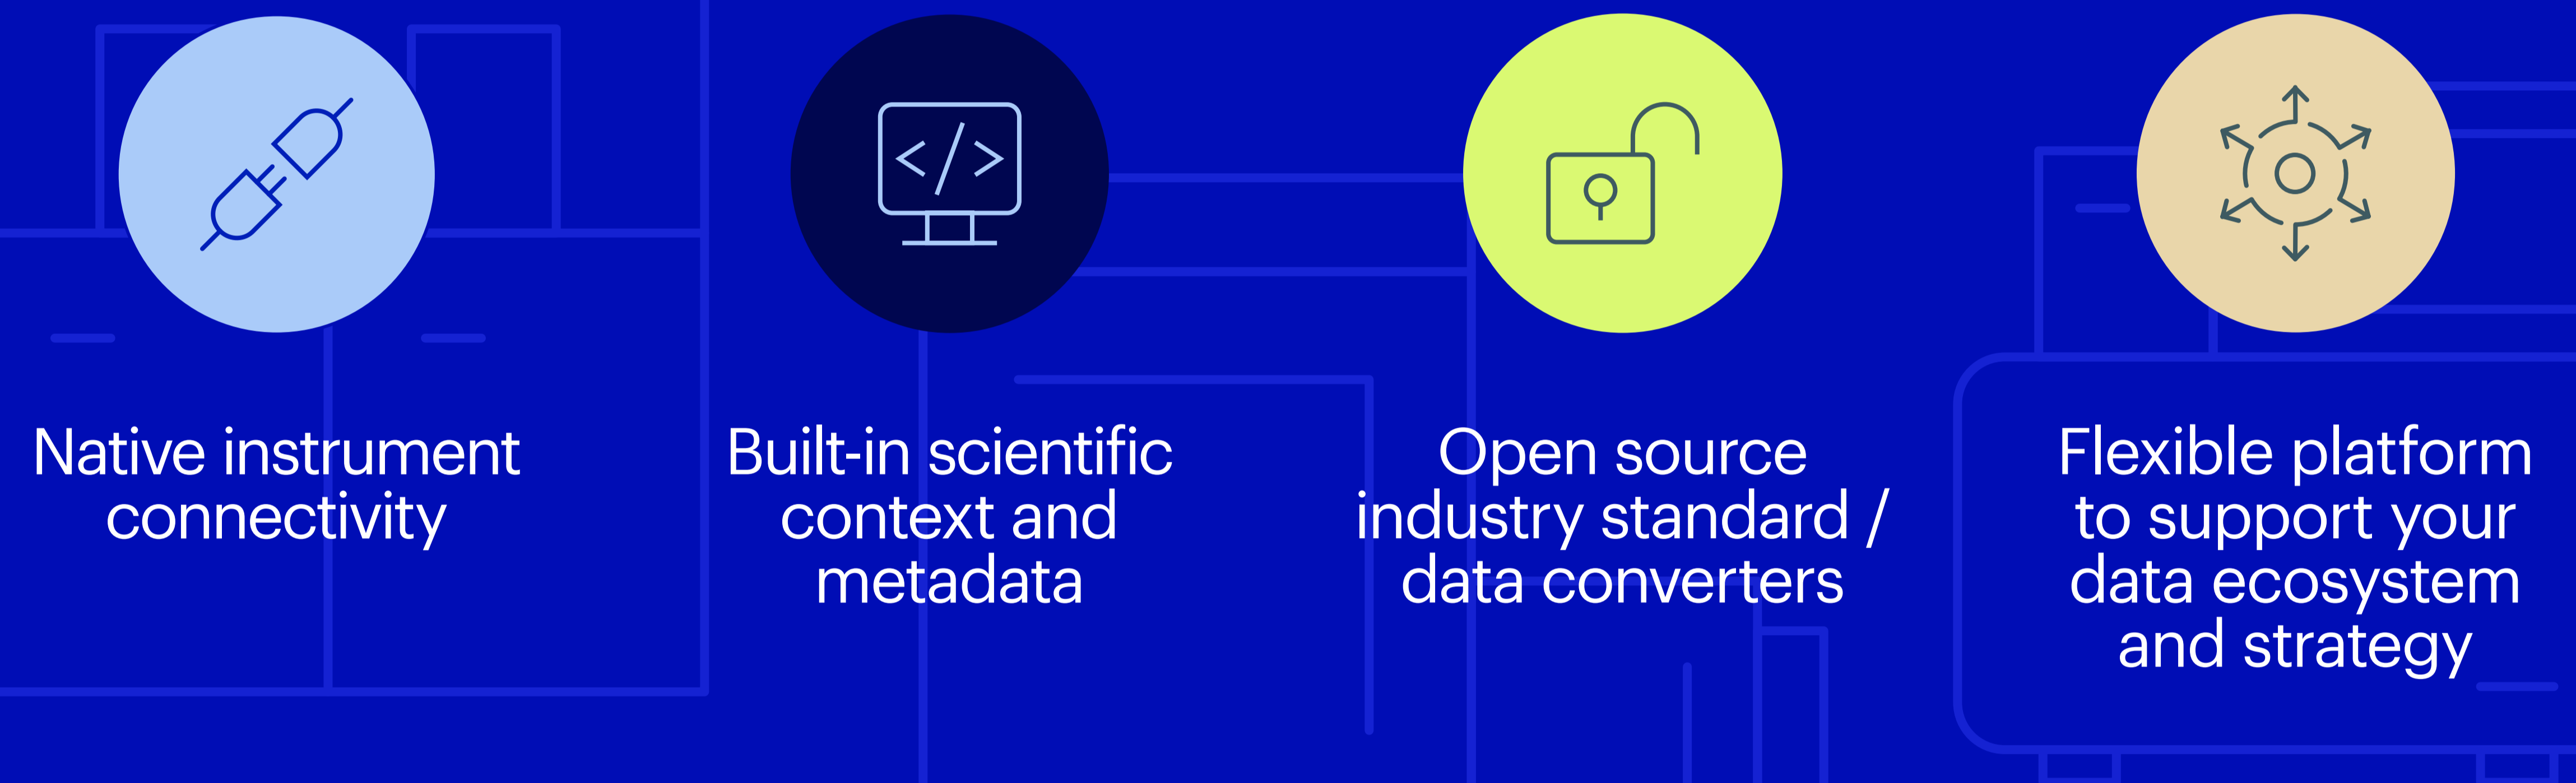 Native instrument
connectivity
Built-in scientific
context and
metadata
Open source
industry standard /
data converters
Flexible platform
to support your
data ecosystem
and strategy